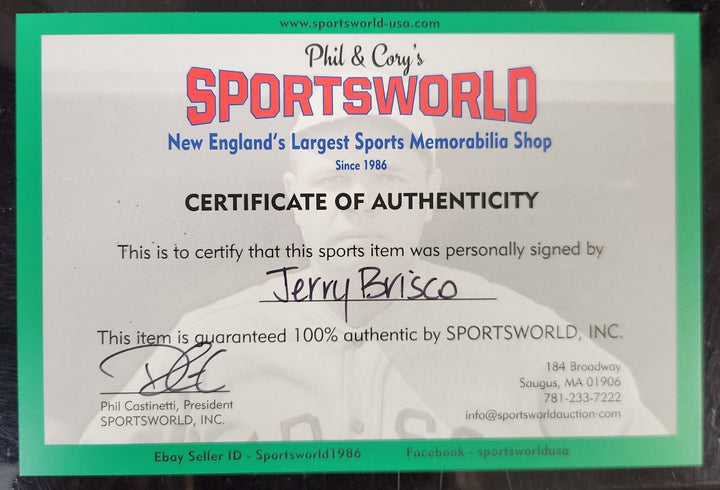 www.sportsworld-usa.com
Phil & Cory's
SPORTSWORLD
New England's Largest Sports Memorabilia Shop
Since 1986
CERTIFICATE OF AUTHENTICITY
This is to certify that this sports item was personally signed by
Jerry Brisco
This item is guaranteed 100% authentic by SPORTSWORLD, INC.
Phil Castinetti, President
SPORTSWORLD, INC.
184 Broadway
Saugus, MA 01906
781-233-7222
info@sportsworldauction.com
Ebay Seller ID - Sportsworld1986 Facebook - sportsworldusa